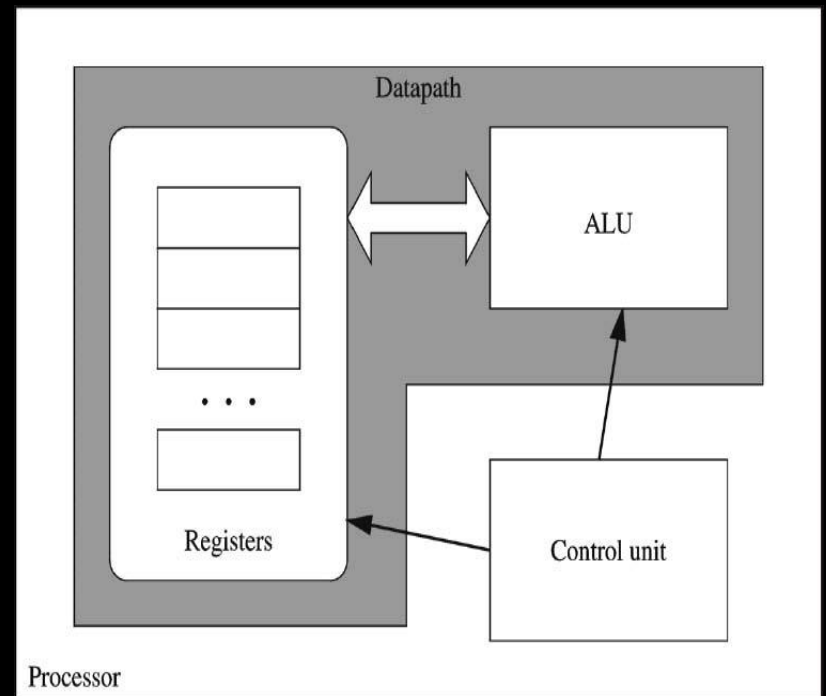 Datapath
ALU
. . .
Registers
Control unit
Processor